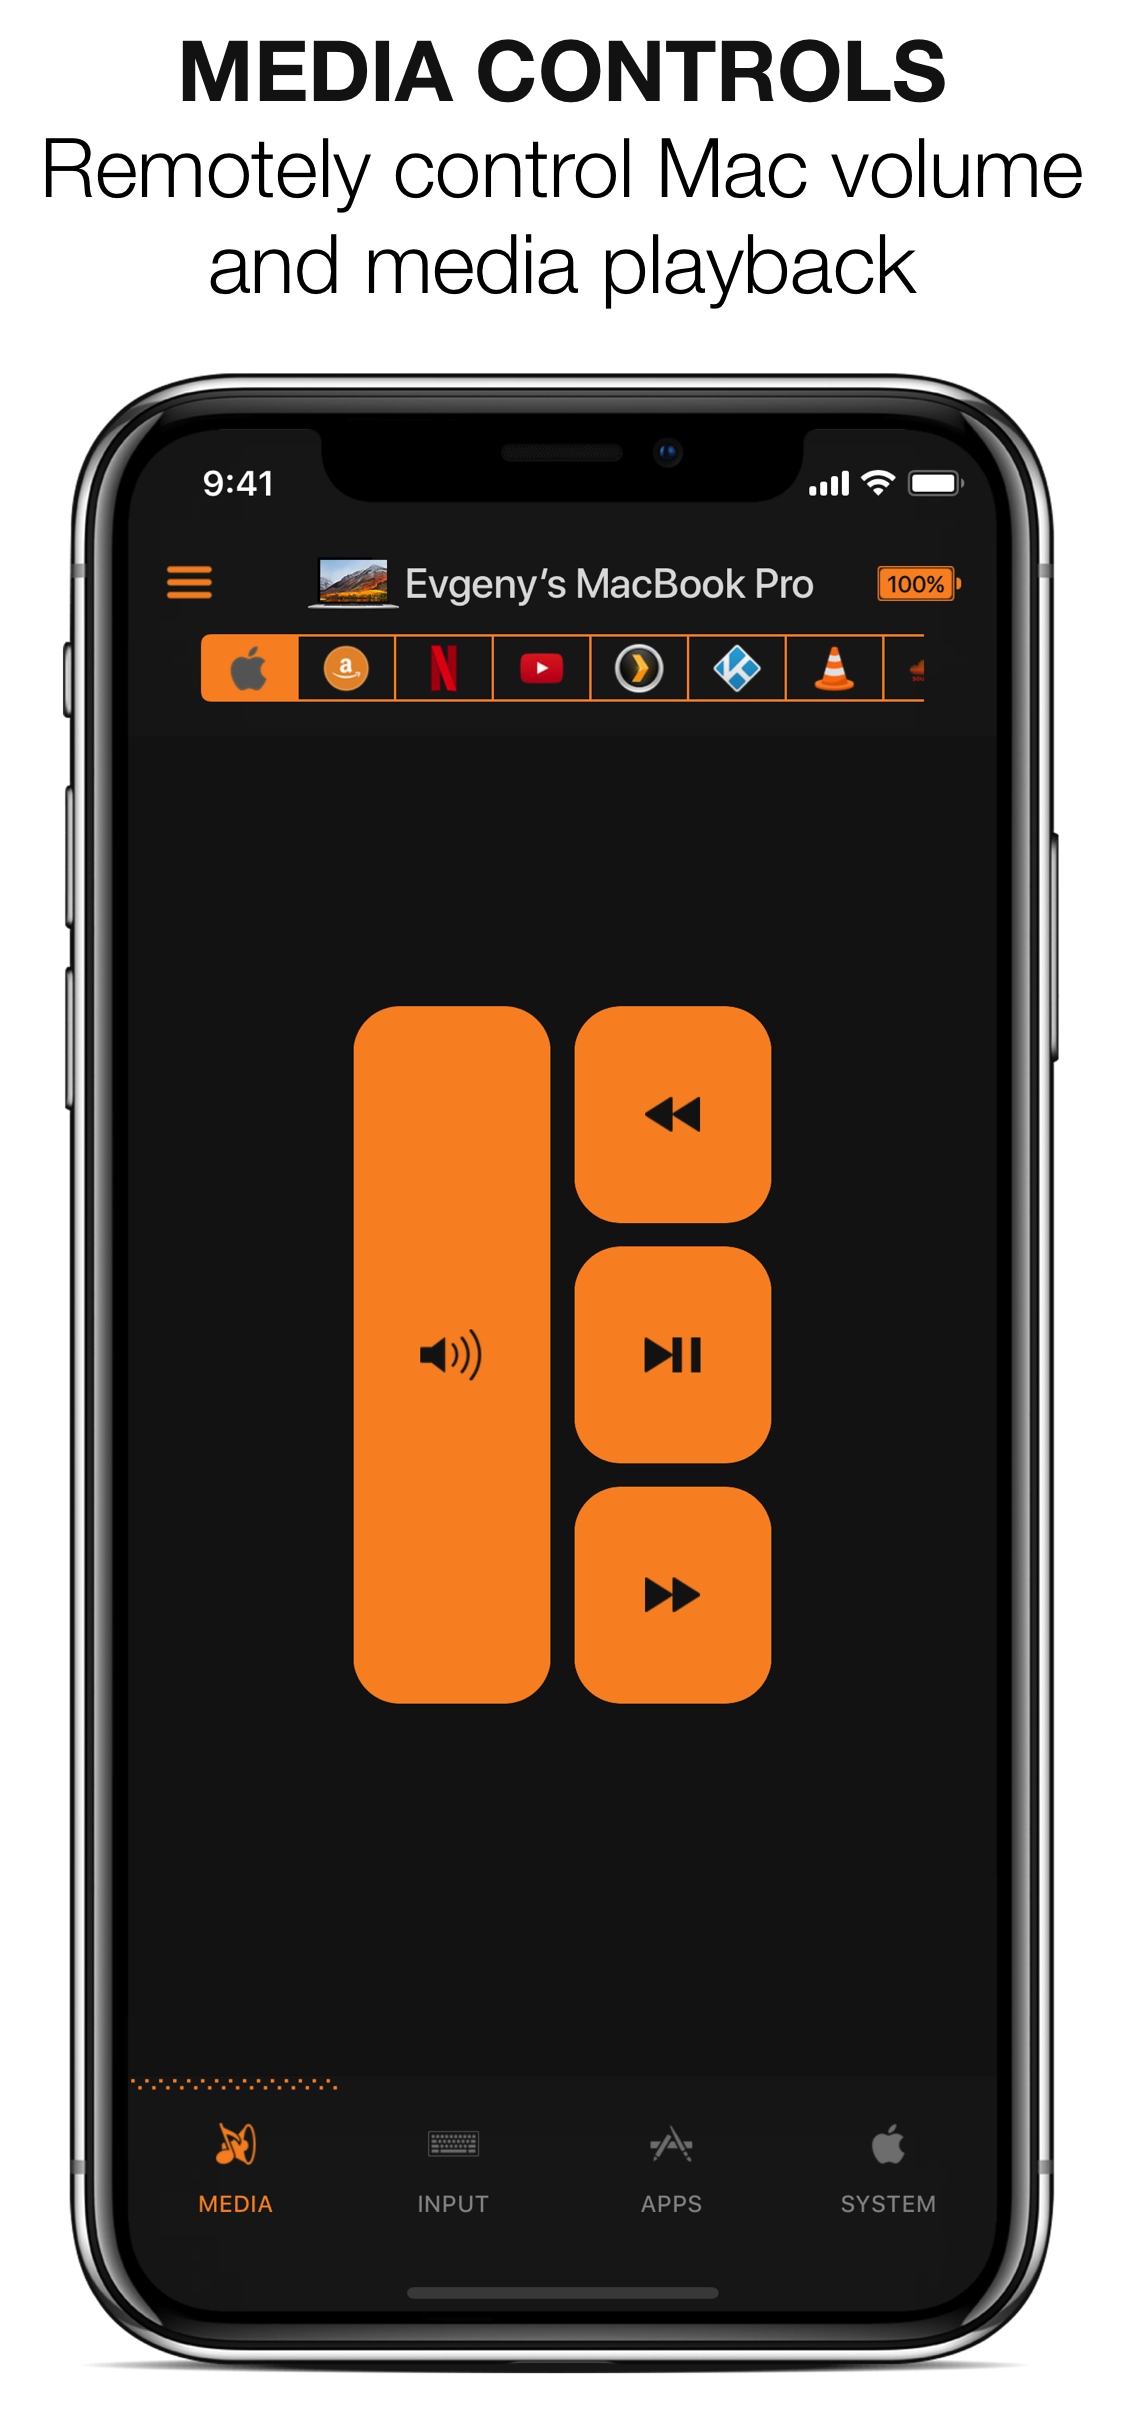 MEDIA CONTROLS
Remotely control Mac volume
and media playback
9:41
Evgeny’s MacBook Pro
100%
MEDIA
INPUT
APPS
SYSTEM